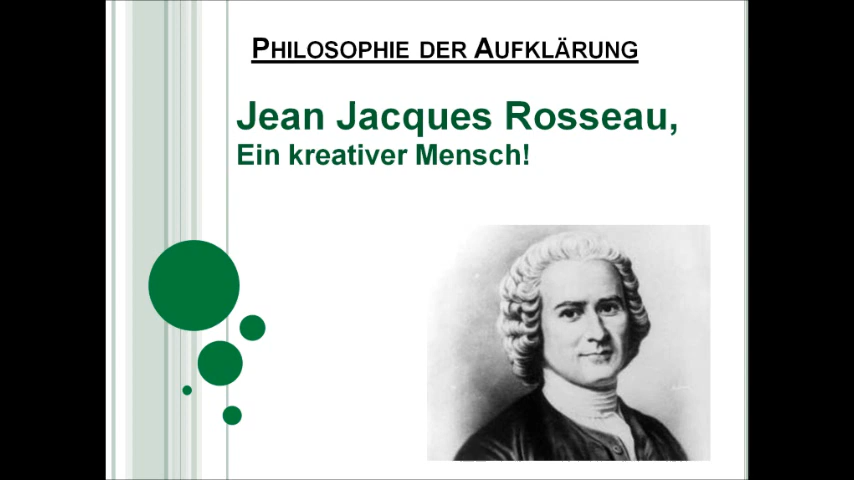 PHILOSOPHIE DER AUFKLÄRUNG
Jean Jacques Rosseau,
Ein kreativer Mensch!